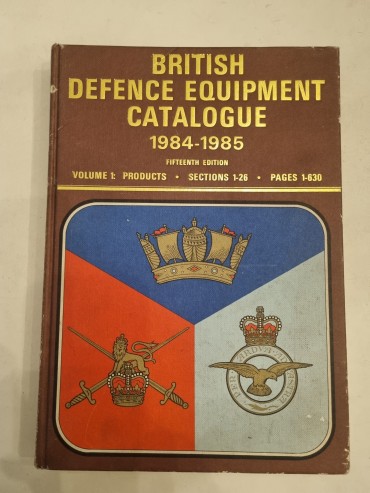 BRITISH
DEFENCE EQUIPMENT
CATALOGUE
1984-1985
FIFTEENTH EDITION
VOLUME 1: PRODUCTS • SECTIONS 1-26 • PAGES 1-630